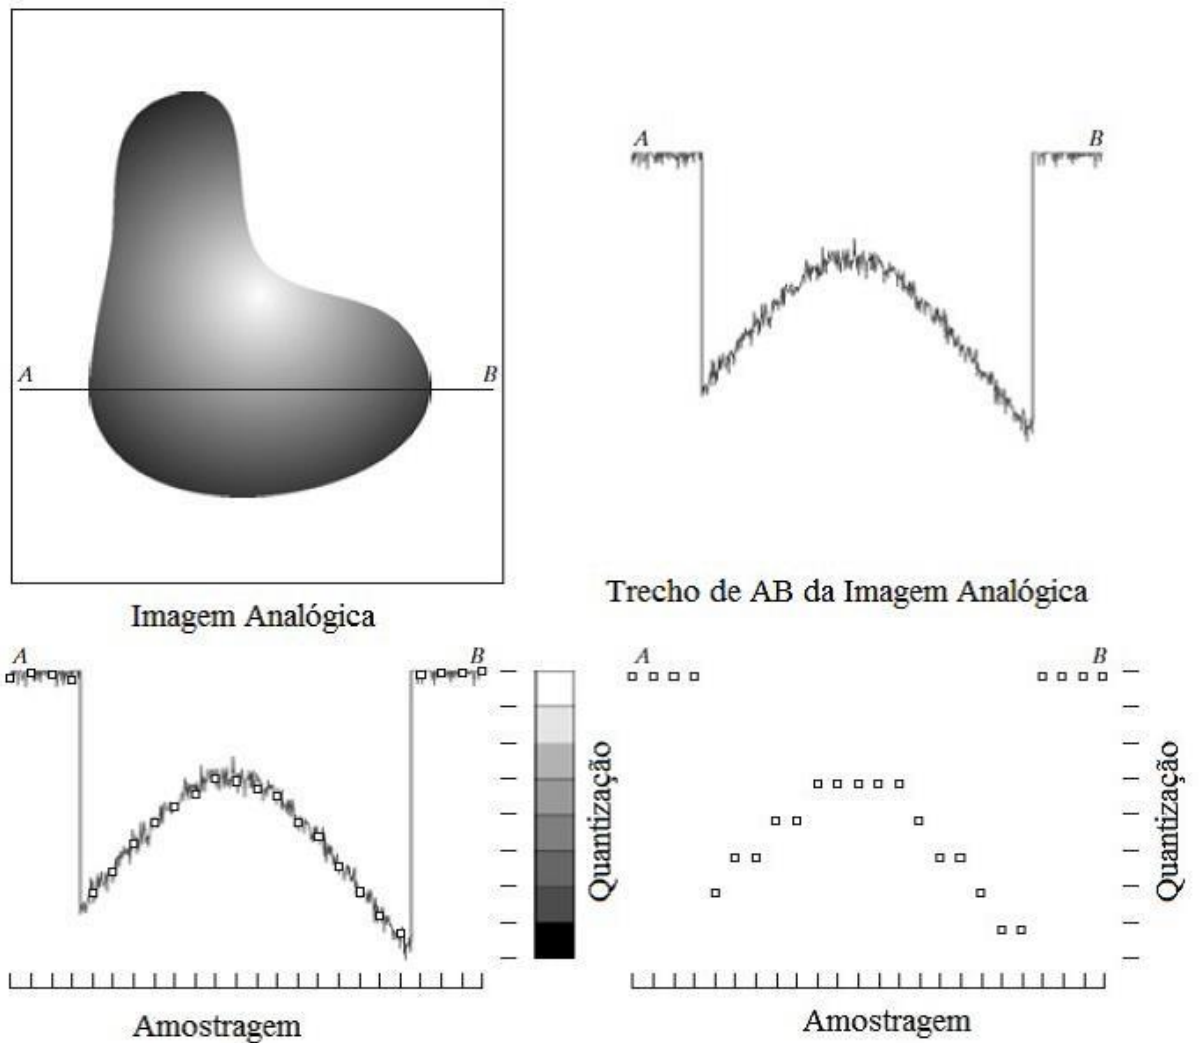 A
B
A
B
Imagem Analógica
Trecho de AB da Imagem Analógica
A
B
Quantização
Amostragem
A
B
Quantização
Amostragem